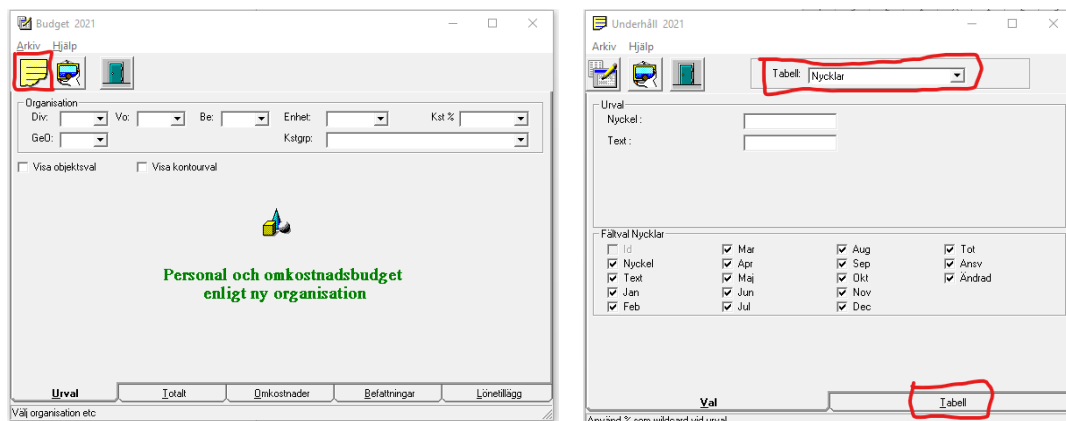 Budget 2021
Arkiv Hjälp
Organisation
Div: Vo: Be: Enhet: Kst %
GeO: Kstgrp:
Visa objektsval Visa kontourval
Personal och omkostnadsbudget
enligt ny organisation
Urval Totalt Omkostnader Befattningar Lönetillägg
Välj organisation etc
Underhåll 2021
Arkiv Hjälp
Tabell: Nycklar
Urval
Nyckel :
Text :
Fältval Nycklar
Id Mar Aug Tot
Nyckel Apr Sep Ansv
Text Maj Okt Ändrad
Jan Jun Nov
Feb Jul Dec
Val Tabell
Använd % som wildcard vid urval